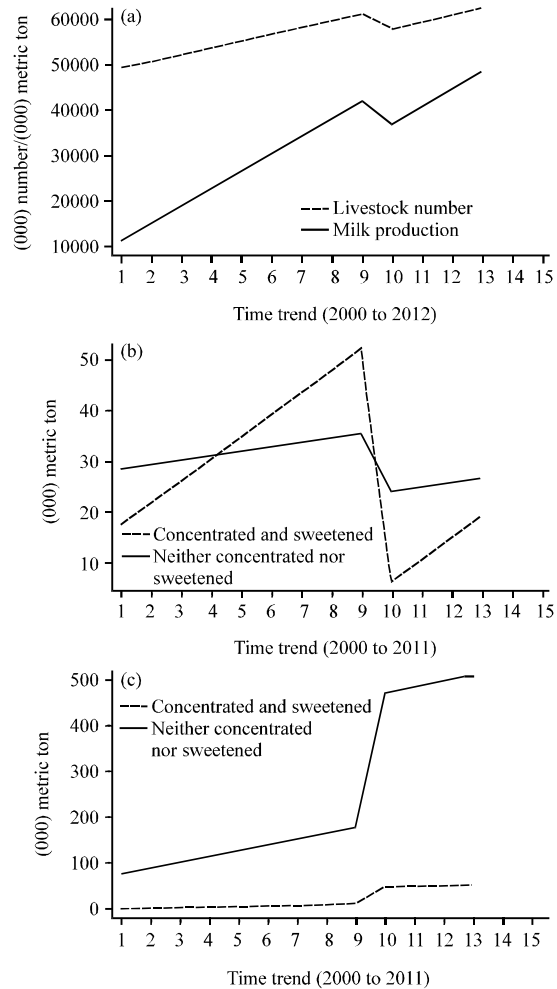 (a)
60000
50000
40000
30000
20000
10000
(000) number/(000) metric ton
Livestock number
Milk production
1 2 3 4 5 6 7 8 9 10 11 12 13 14 15
Time trend (2000 to 2012)
(b)
50
40
30
20
10
(000) metric ton
Concentrated and sweetened
Neither concentrated nor
sweetened
1 2 3 4 5 6 7 8 9 10 11 12 13 14 15
Time trend (2000 to 2011)
(c)
500
400
300
200
100
0
(000) metric ton
Concentrated and sweetened
Neither concentrated
nor sweetened
1 2 3 4 5 6 7 8 9 10 11 12 13 14 15
Time trend (2000 to 2011)